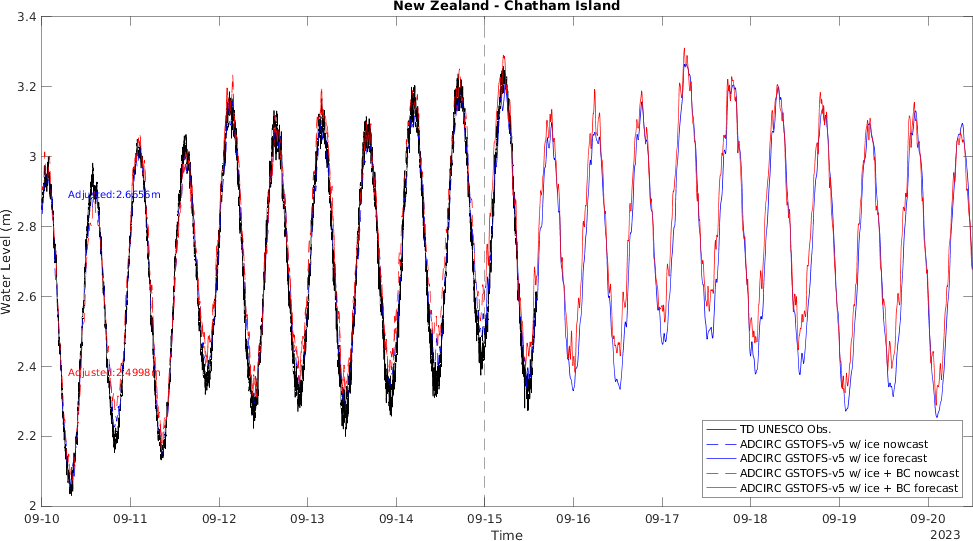 New Zealand - Chatham Island
3.4
3.2
3
2.8
2.6
2.4
2.2
2
Water Level (m)
Adjusted:2.6656m
Adjusted:2.4998m
TD UNESCO Obs.
ADCIRC GSTOFS-v5 w/ ice nowcast
ADCIRC GSTOFS-v5 w/ ice forecast
ADCIRC GSTOFS-v5 w/ ice + BC nowcast
ADCIRC GSTOFS-v5 w/ ice + BC forecast
09-10 09-11 09-12 09-13 09-14 09-15 09-16 09-17 09-18 09-19 09-20
2023
Time